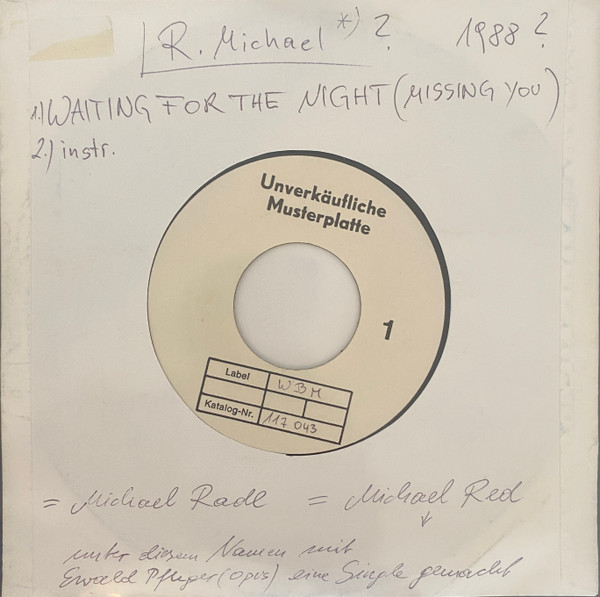 R. Michael *) ? 1988 ?
1.) WAITING FOR THE NIGHT (MISSING YOU)
2.) instr.
Unverkäufliche
Musterplatte
1
Label WBM
Katalog-Nr. 117 043
= Michael Radl = Michael Red
unter diesem Namen mit
Ewald Pfleger (Opus) eine Single gemacht